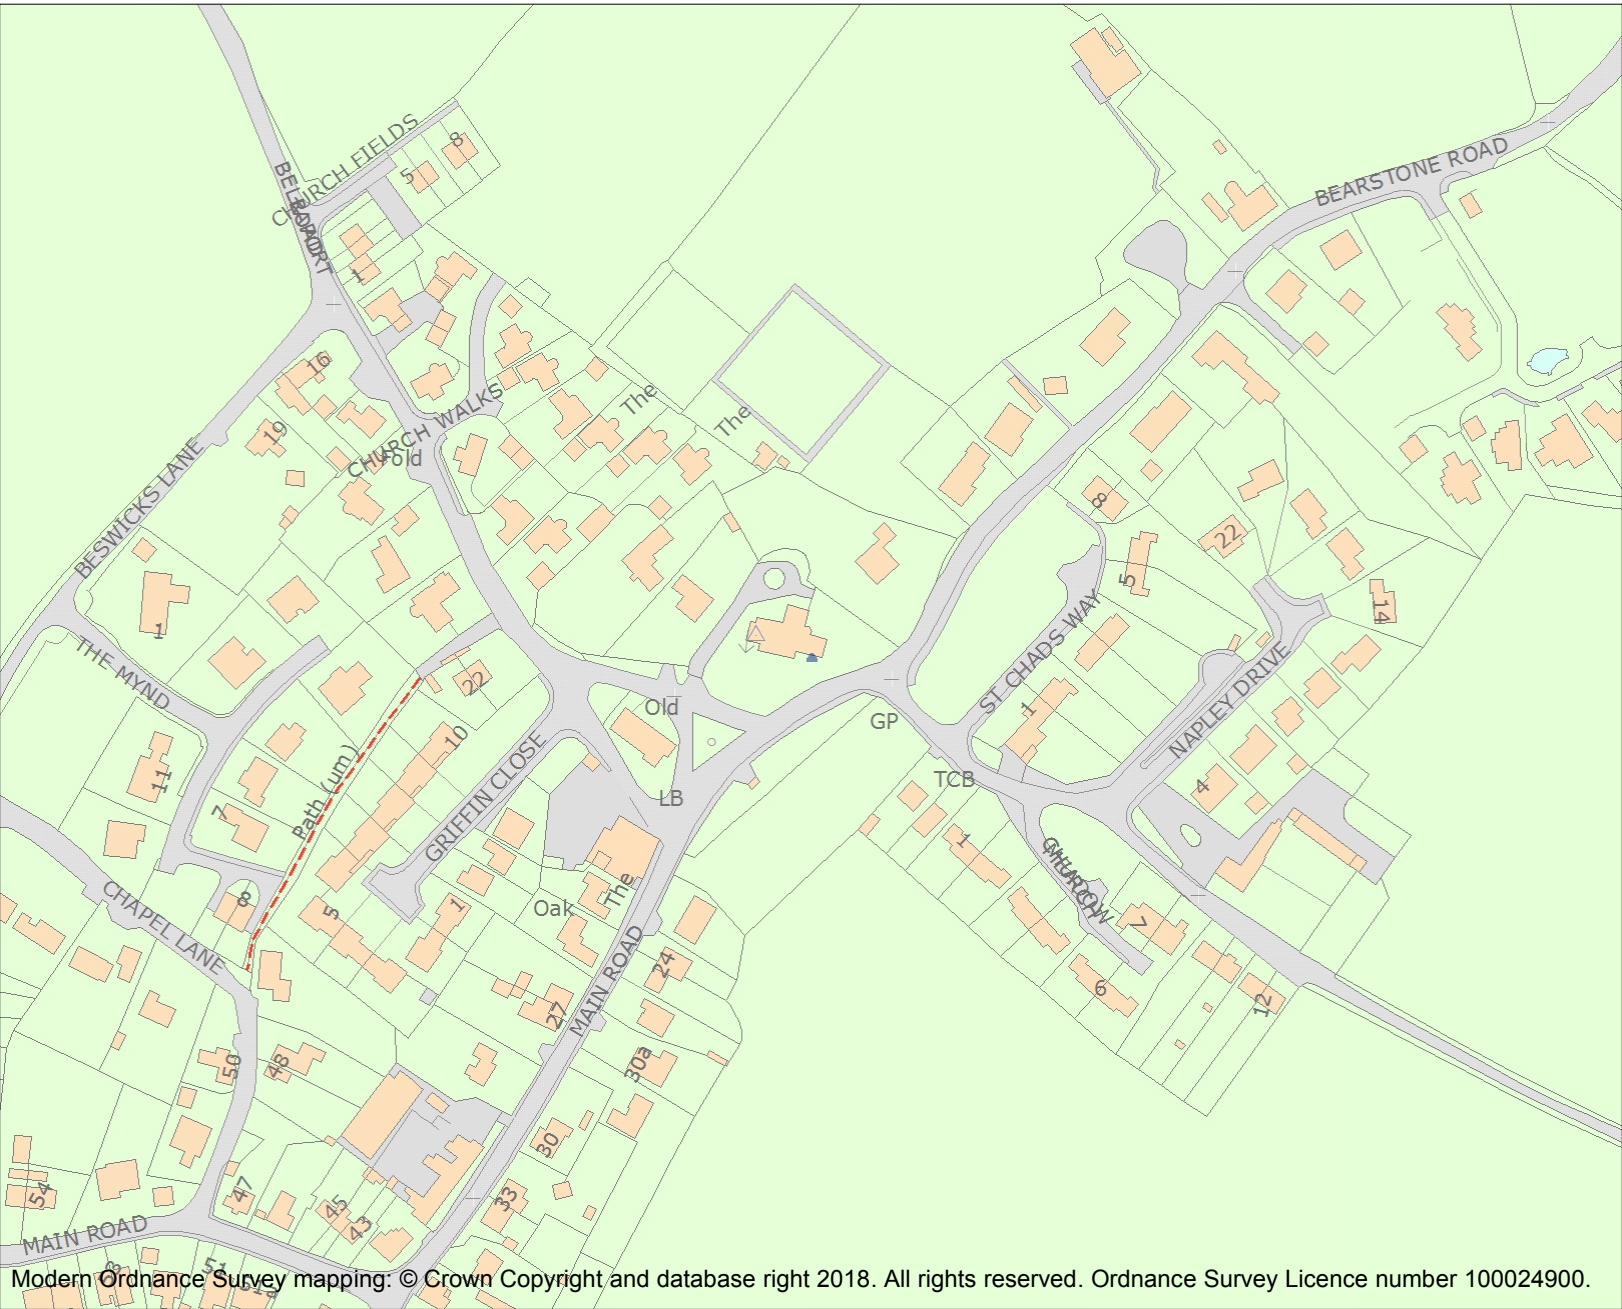 CHURCH FIELDS
5
8
BEARSTONE ROAD
1
16
The
The
19
CHURCH WALKS
Fold
BESWICKS LANE
8
22
5
1
14
THE MYND
22
ST CHADS WAY
NAPLEY DRIVE
Old
1
GP
10
GRIFFIN CLOSE
Path (um)
11
7
LB
TCB
4
1
CHURCH
MEADOW
8
5
1
Oak
The
7
CHAPEL LANE
24
MAIN ROAD
27
6
12
50
48
30a
30
54
47
45
43
33
MAIN ROAD
51
51a
Modern Ordnance Survey mapping: © Crown Copyright and database right 2018. All rights reserved. Ordnance Survey Licence number 100024900.